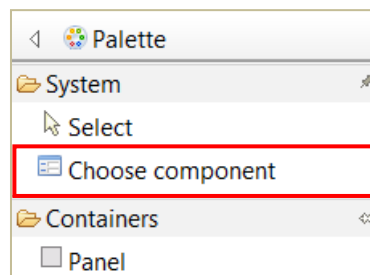 Palette
System
Select
Choose component
Containers
Panel